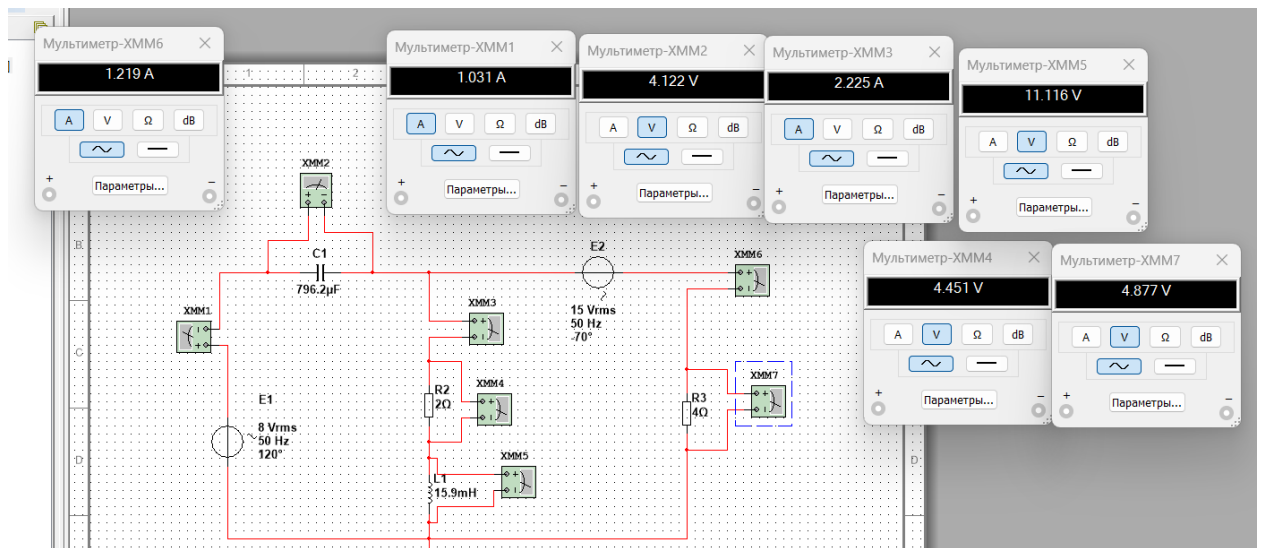 Мультиметр-XMM6
1.219 A
A V Ω dB
+ Параметры... −
Мультиметр-XMM1
1.031 A
A V Ω dB
+ Параметры... −
Мультиметр-XMM2
4.122 V
A V Ω dB
+ Параметры... −
Мультиметр-XMM3
2.225 A
A V Ω dB
+ Параметры... −
Мультиметр-XMM5
11.116 V
A V Ω dB
+ Параметры... −
Мультиметр-XMM4
4.451 V
A V Ω dB
+ Параметры... −
Мультиметр-XMM7
4.877 V
A V Ω dB
+ Параметры... −
1 2
B
C
D
D
XMM2
C1
796.2µF
XMM1
E1
8 Vrms
50 Hz
120°
XMM3
R2
2Ω
XMM4
L1
15.9mH
XMM5
E2
15 Vrms
50 Hz
-70°
XMM6
XMM7
R3
4Ω